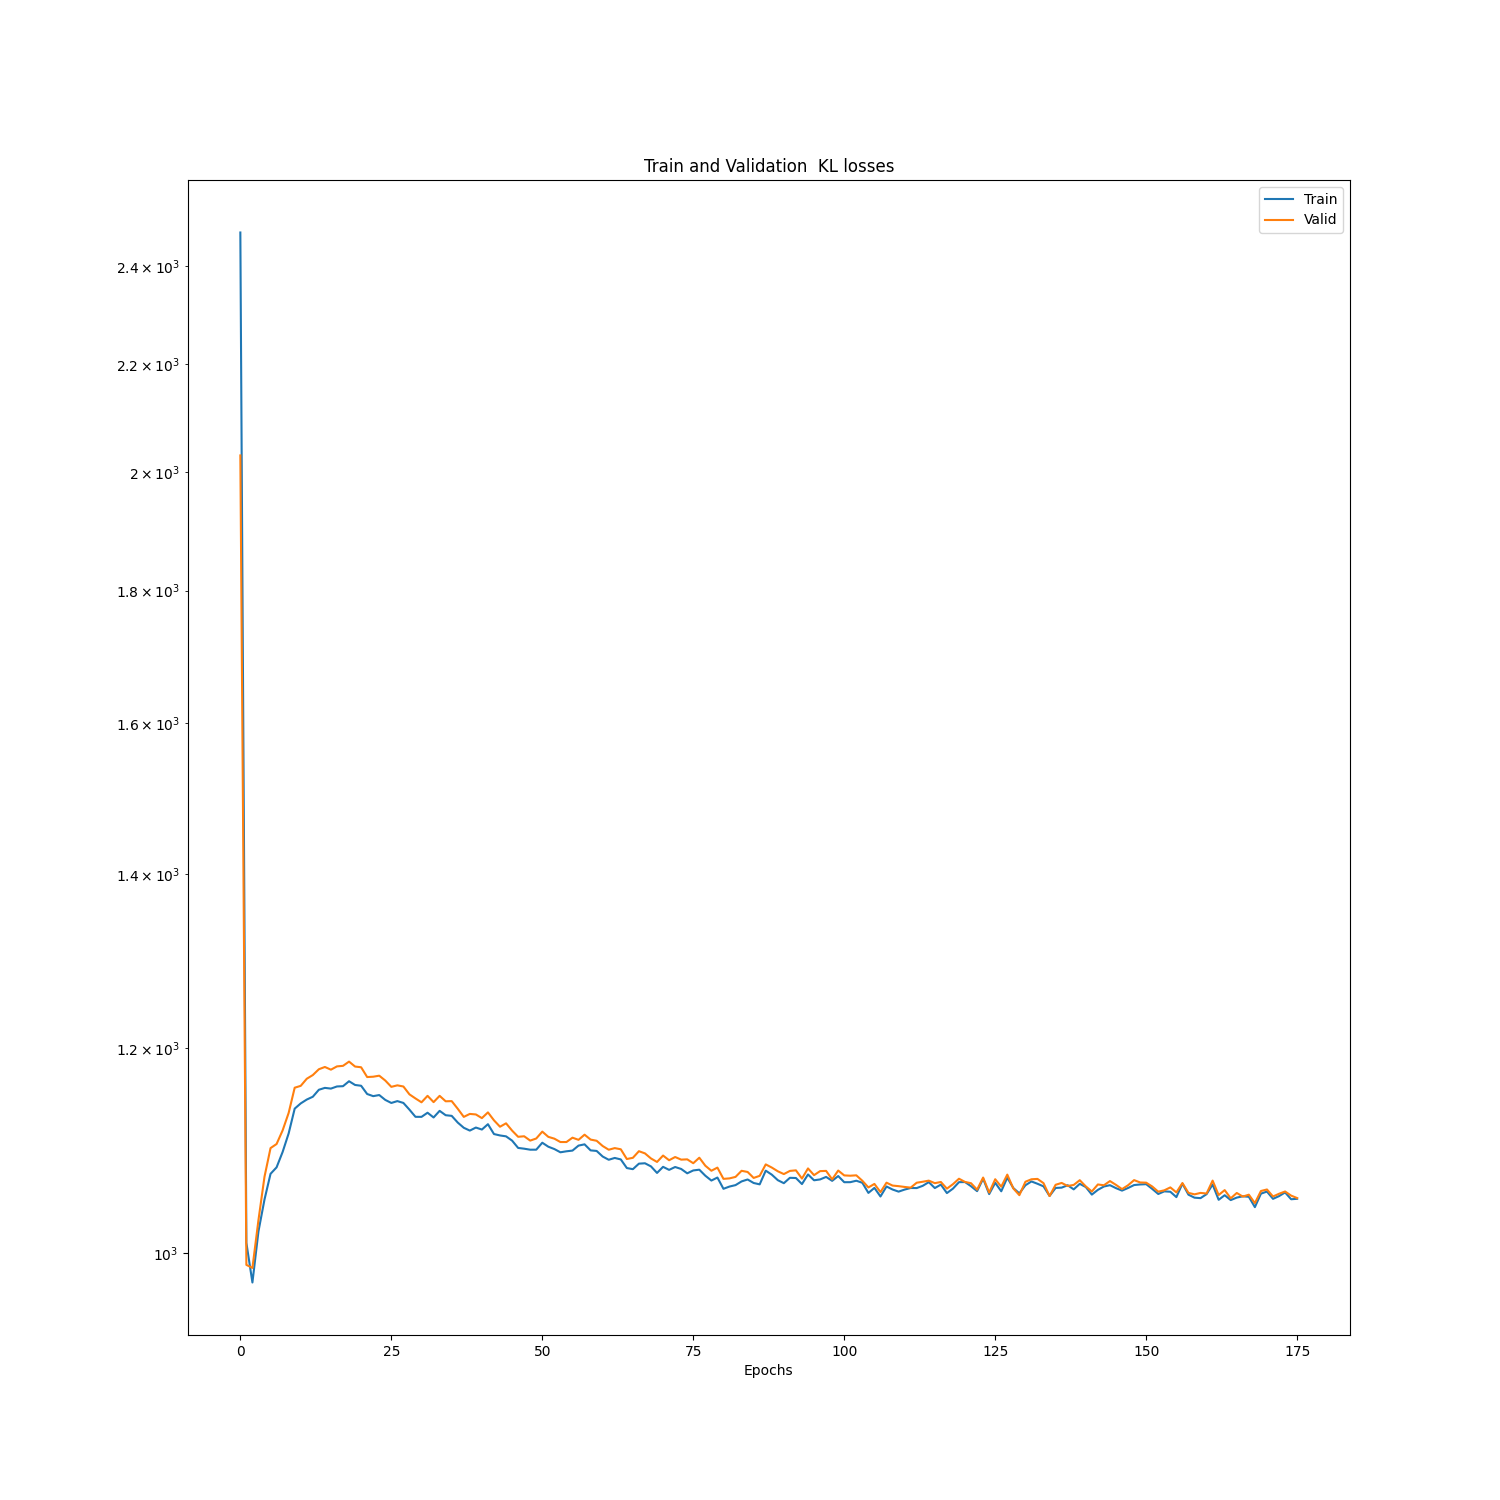 Train and Validation  KL losses
Train
Valid
2.4 × 10³
2.2 × 10³
2 × 10³
1.8 × 10³
1.6 × 10³
1.4 × 10³
1.2 × 10³
10³
0 25 50 75 100 125 150 175
Epochs